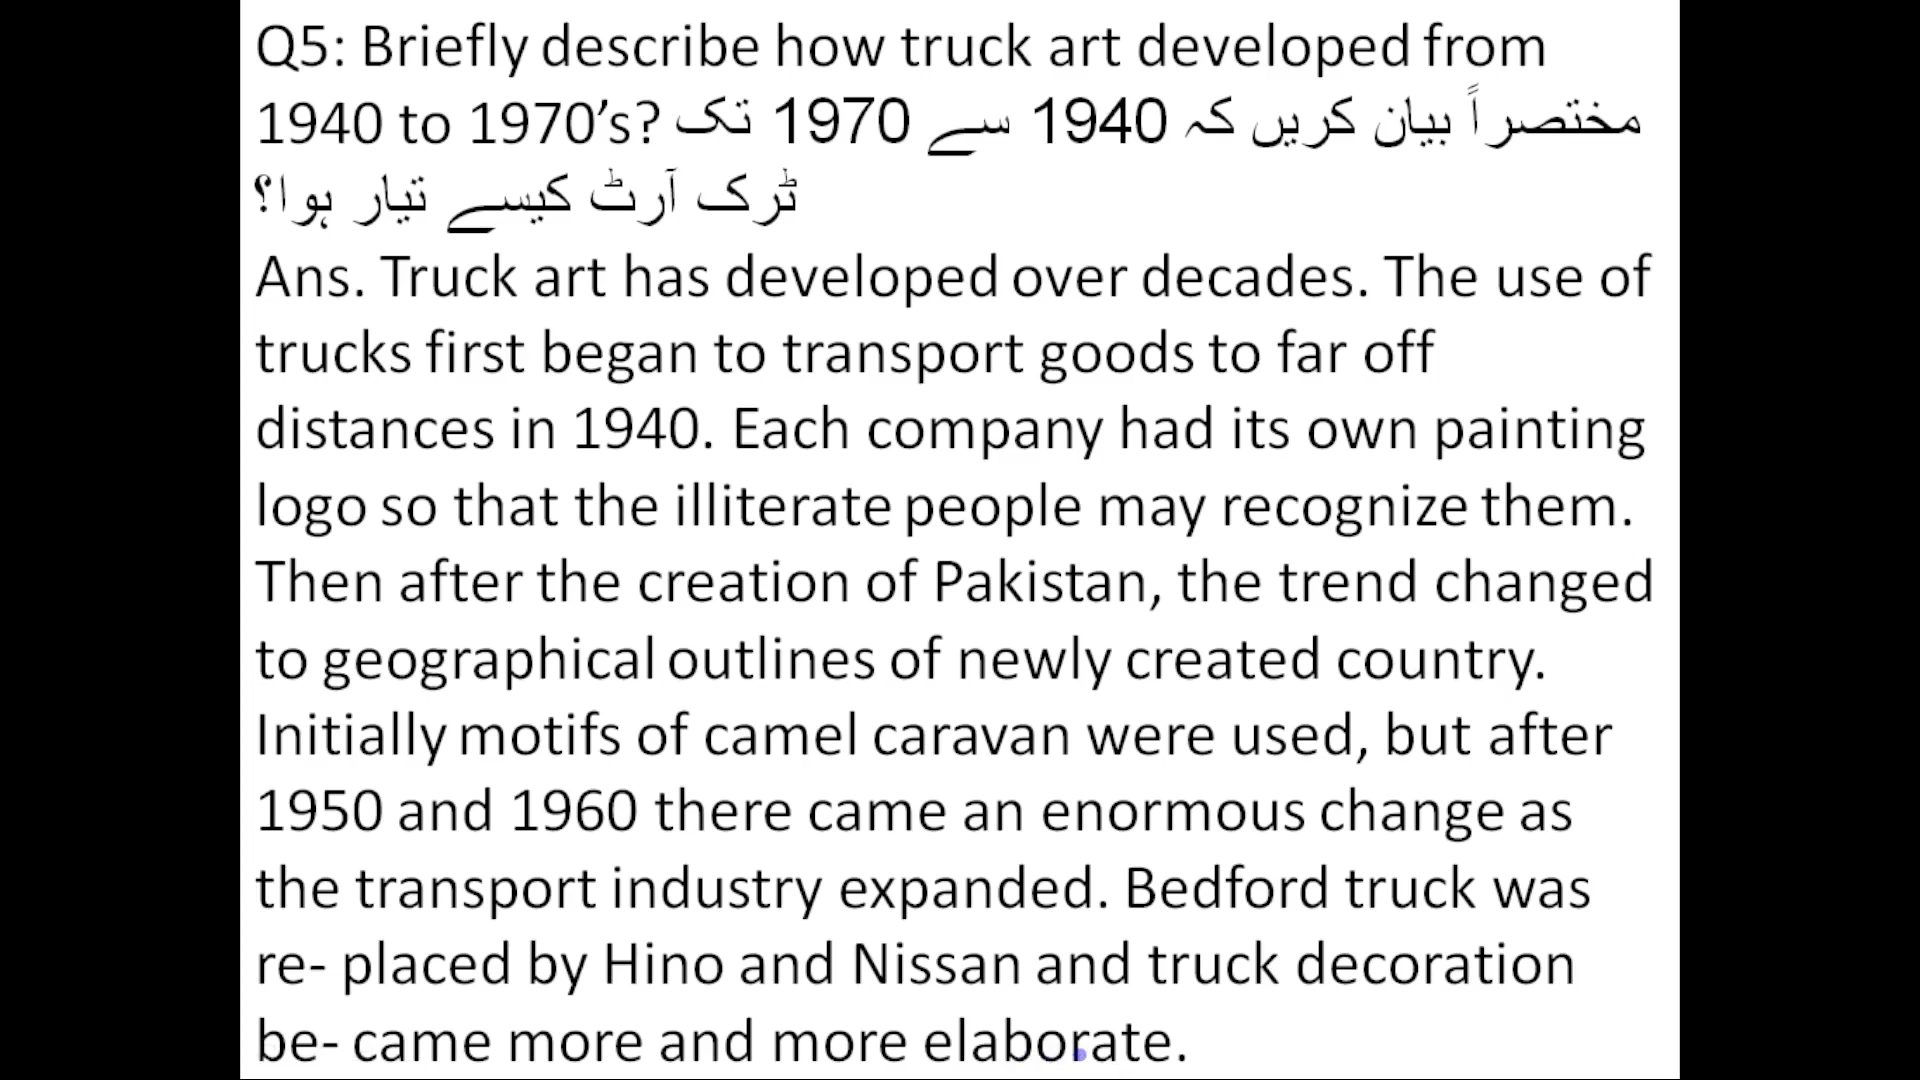 Q5: Briefly describe how truck art developed from
1940 to 1970’s? مختصراً بیان کریں کہ 1940 سے 1970 تک
ٹرک آرٹ کیسے تیار ہوا؟
Ans. Truck art has developed over decades. The use of
trucks first began to transport goods to far off
distances in 1940. Each company had its own painting
logo so that the illiterate people may recognize them.
Then after the creation of Pakistan, the trend changed
to geographical outlines of newly created country.
Initially motifs of camel caravan were used, but after
1950 and 1960 there came an enormous change as
the transport industry expanded. Bedford truck was
re- placed by Hino and Nissan and truck decoration
be- came more and more elaborate.